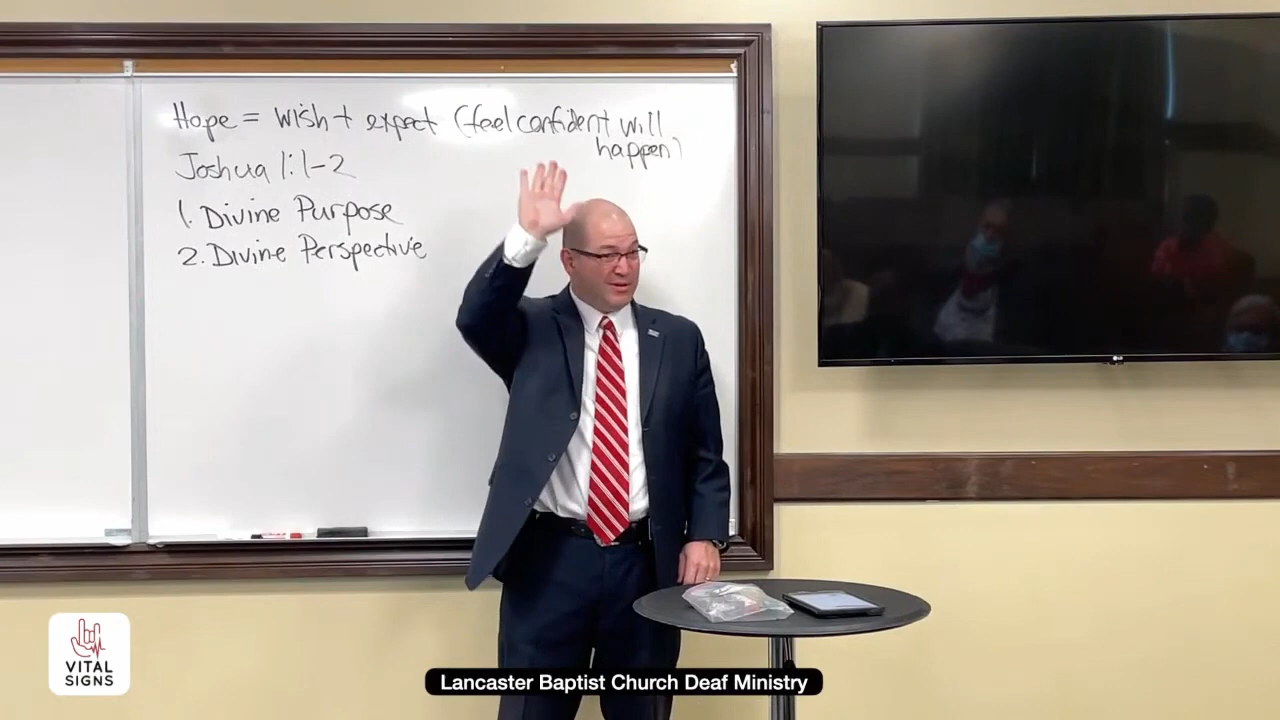 Hope = wish + expect (feel confident will
happen)
Joshua 1:1-2
1. Divine Purpose
2. Divine Perspective
LG
VITAL
SIGNS
Lancaster Baptist Church Deaf Ministry